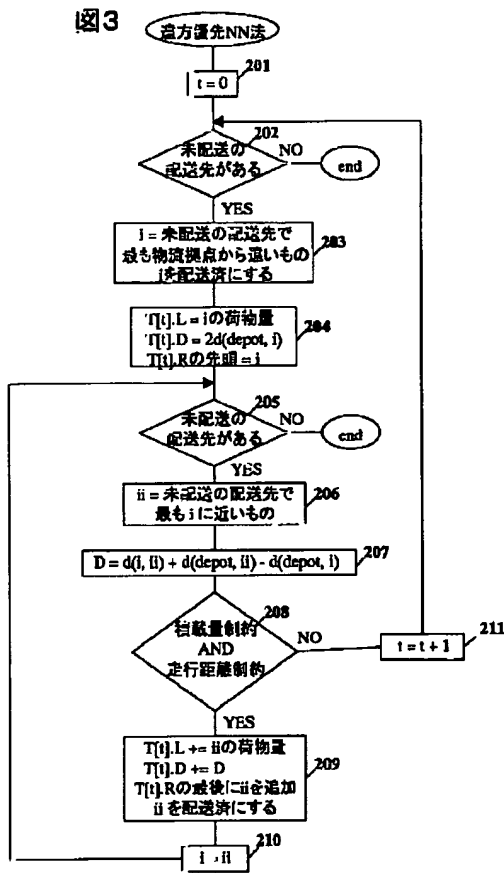 図3
遠方優先NN法
201
t = 0
202
未配送の
配送先がある
NO
end
YES
i = 未配送の配送先で
最も物流拠点から遠いもの
iを配送済にする
203
T[t].L = iの荷物量
T[t].D = 2d(depot, i)
T[t].Rの先頭 = i
204
205
未配送の
配送先がある
NO
end
YES
ii = 未配送の配送先で
最も i に近いもの
206
207
D = d(i, ii) + d(depot, ii) - d(depot, i)
208
積載量制約
AND
走行距離制約
NO
211
t = t + 1
YES
T[t].L += iiの荷物量
T[t].D += D
T[t].Rの最後にiiを追加
ii を配送済にする
209
210
i = ii